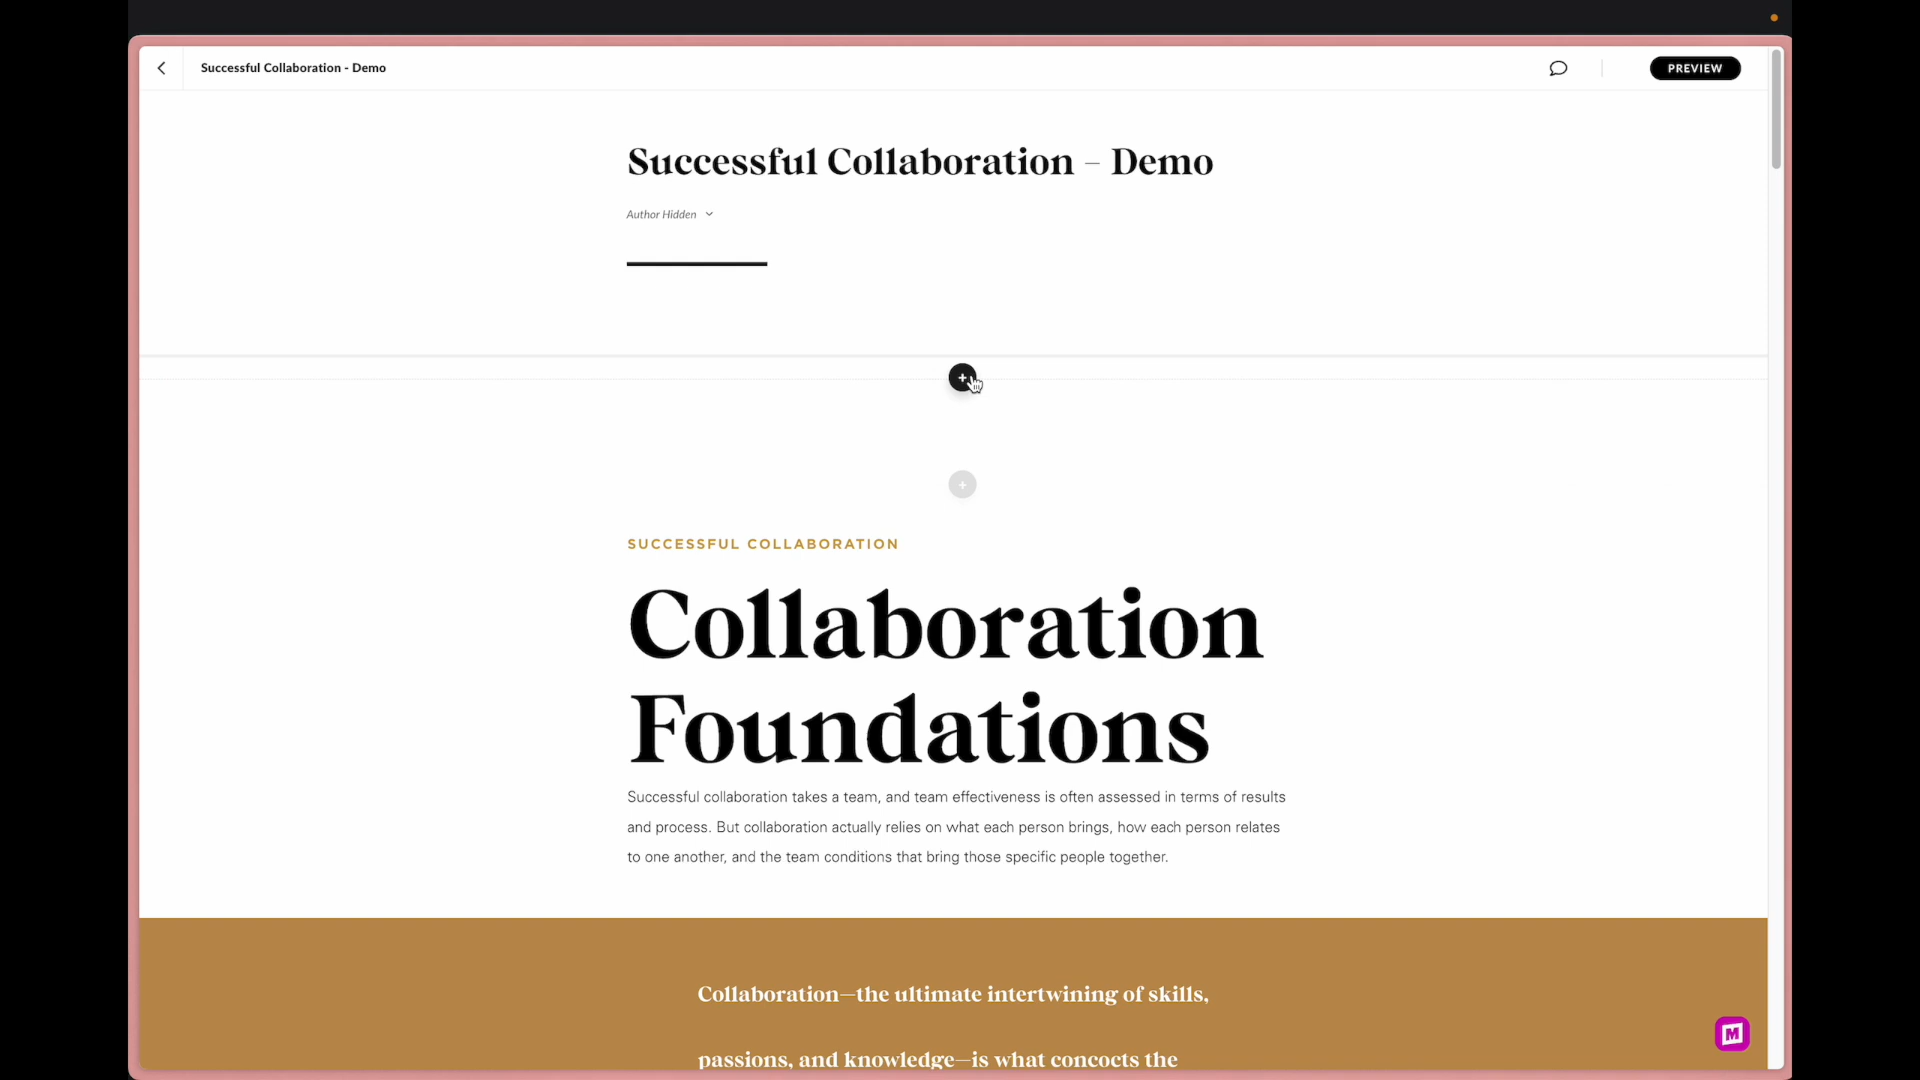 Successful Collaboration - Demo
PREVIEW
Successful Collaboration – Demo
Author Hidden
SUCCESSFUL COLLABORATION
Collaboration
Foundations
Successful collaboration takes a team, and team effectiveness is often assessed in terms of results
and process. But collaboration actually relies on what each person brings, how each person relates
to one another, and the team conditions that bring those specific people together.
Collaboration—the ultimate intertwining of skills,
passions, and knowledge—is what concocts the
M